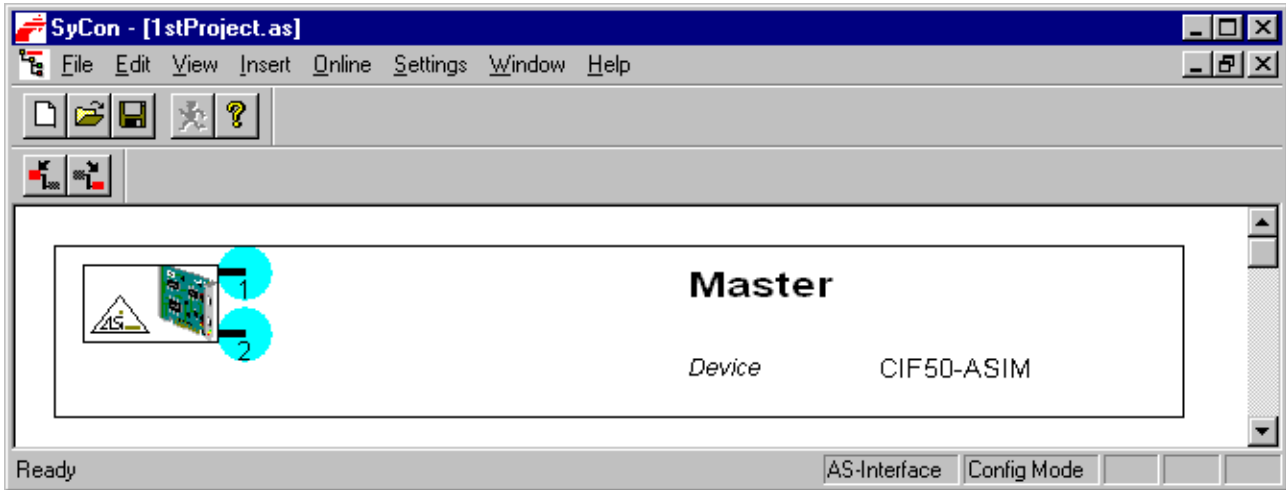 SyCon - [1stProject.as]
File Edit View Insert Online Settings Window Help
?
ASi
1
2
Master
Device CIF50-ASIM
Ready AS-Interface Config Mode